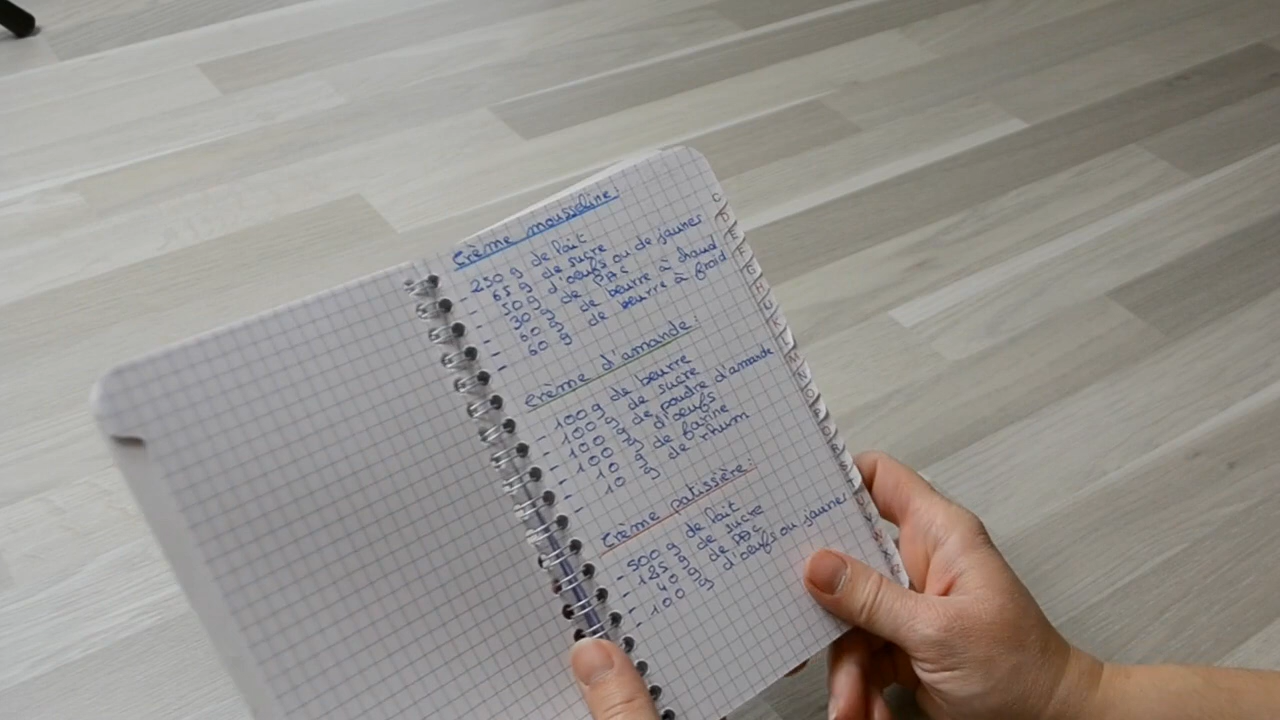 Crème mousseline:
- 250 g de lait
- 65 g de sucre
- 50 g d'oeufs ou de jaunes
- 30 g de PAC
- 60 g de beurre à chaud
- 60 g de beurre à froid
Crème d'amande:
- 100 g de beurre
- 100 g de sucre
- 100 g de poudre d'amande
- 100 g d'oeufs
- 10 g de farine
- 10 g de rhum
Crème patissière:
- 500 g de lait
- 125 g de sucre
- 40 g de PAC
- 100 g d'oeufs ou jaunes
C
D
E
F
G
H
K
L
M
N
O
P